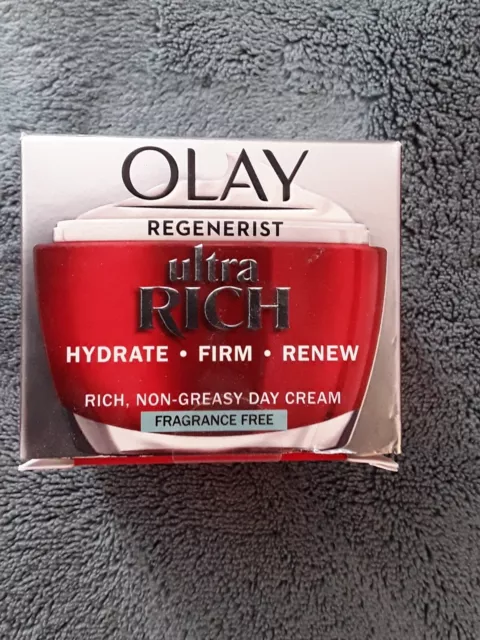 OLAY
REGENERIST
ultra
RICH
HYDRATE • FIRM • RENEW
RICH, NON-GREASY DAY CREAM
FRAGRANCE FREE